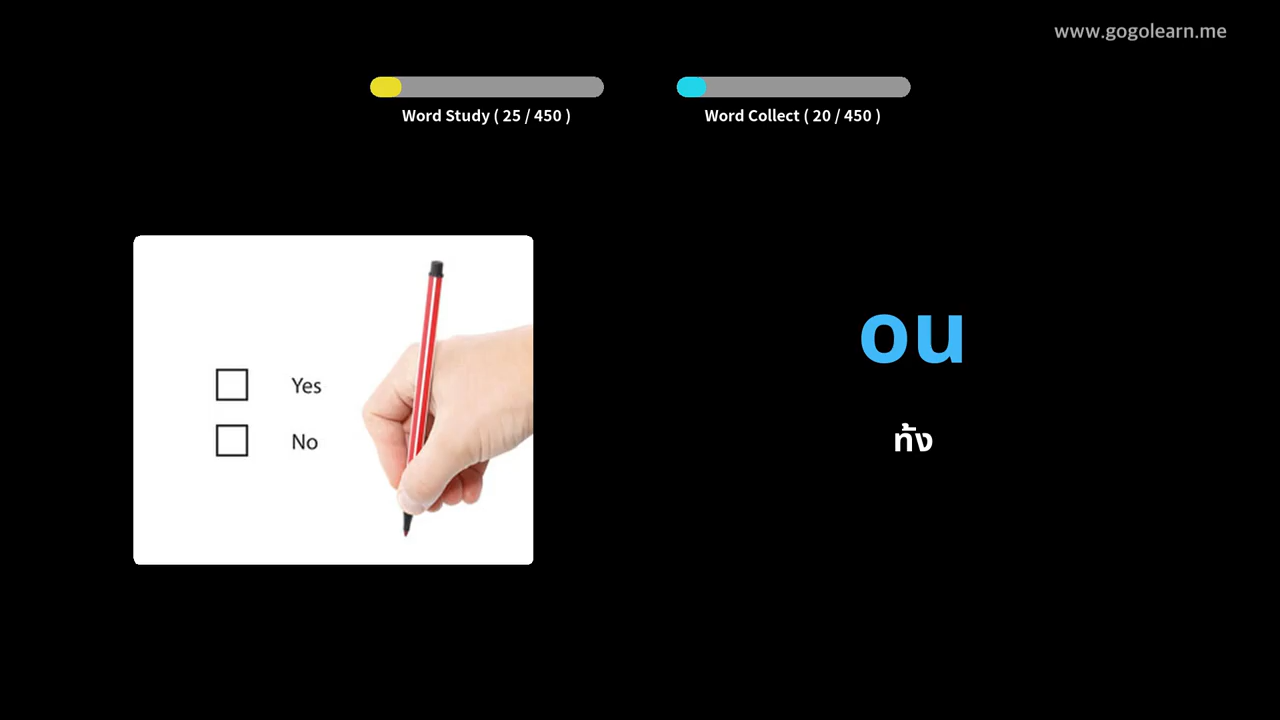 www.gogolearn.me
Word Study ( 25 / 450 )
Word Collect ( 20 / 450 )
Yes
No
ou
ทั้ง